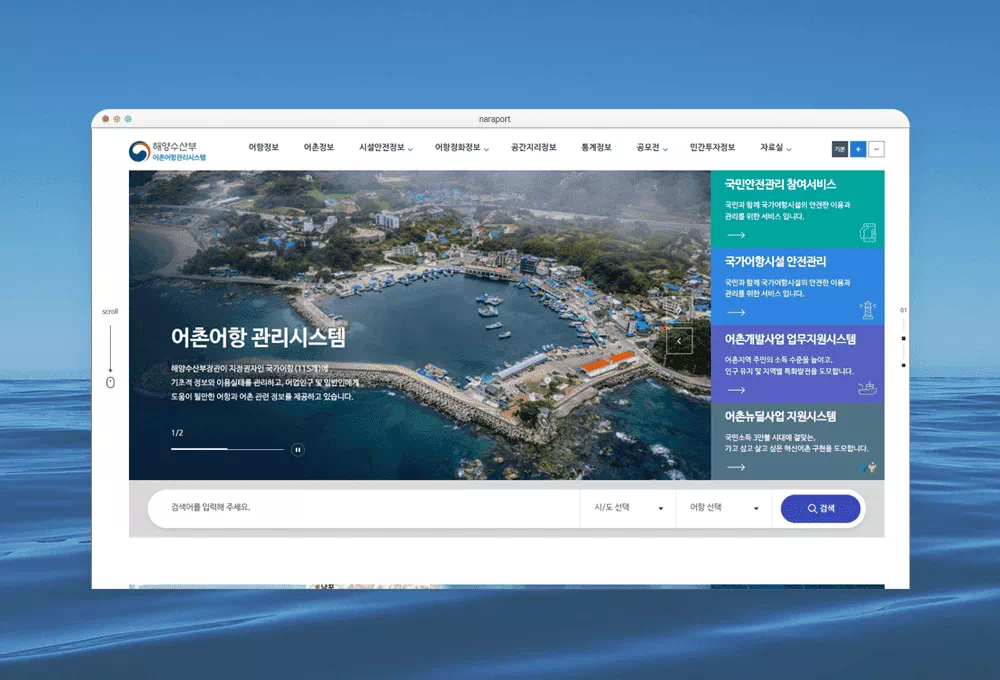 naraport
해양수산부
어촌어항관리시스템
어항정보 어촌정보 시설안전정보 어항정화정보 공간지리정보 통계정보 공모전 민간투자정보 자료실
기본 + −
국민안전관리 참여서비스
국민과 함께 국가어항시설의 안전한 이용과
관리를 위한 서비스 입니다.
국가어항시설 안전관리
국민과 함께 국가어항시설의 안전한 이용과
관리를 위한 서비스 입니다.
scroll
01
어촌어항 관리시스템
해양수산부장관이 지정권자인 국가어항(115개)에
기초적 정보와 이용실태를 관리하고, 어업인구 및 일반인에게
도움이 될만한 어항과 어촌 관련 정보를 제공하고 있습니다.
1/2
어촌개발사업 업무지원시스템
어촌지역 주민의 소득 수준을 높이고,
인구 유지 및 지역별 특화발전을 도모합니다.
어촌뉴딜사업 지원시스템
국민소득 3만불 시대에 걸맞는,
가고 싶고 살고 싶은 혁신어촌 구현을 도모합니다.
검색어를 입력해 주세요.
시/도 선택
어항 선택
검색